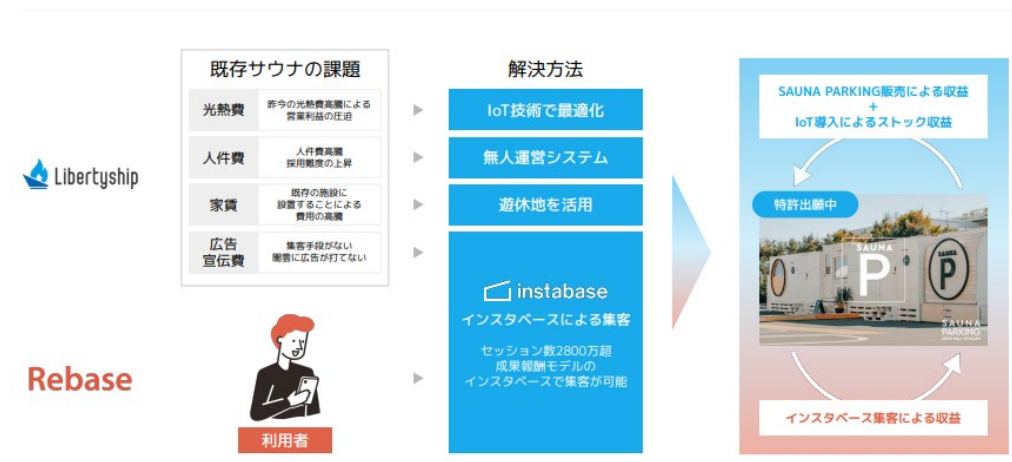 既存サウナの課題
解決方法
光熱費
昨今の光熱費高騰による
営業利益の圧迫
IoT技術で最適化
人件費
人件費高騰
採用難度の上昇
無人運営システム
家賃
既存の施設に
設置することによる
費用の高騰
遊休地を活用
広告
宣伝費
集客手段がない
闇雲に広告が打てない
instabase
インスタベースによる集客
セッション数2800万超
成果報酬モデルの
インスタベースで集客が可能
Libertyship
Rebase
利用者
SAUNA PARKING販売による収益
+
IoT導入によるストック収益
特許出願中
SAUNA
P
SAUNA
P
SAUNA
PARKING
インスタベース集客による収益